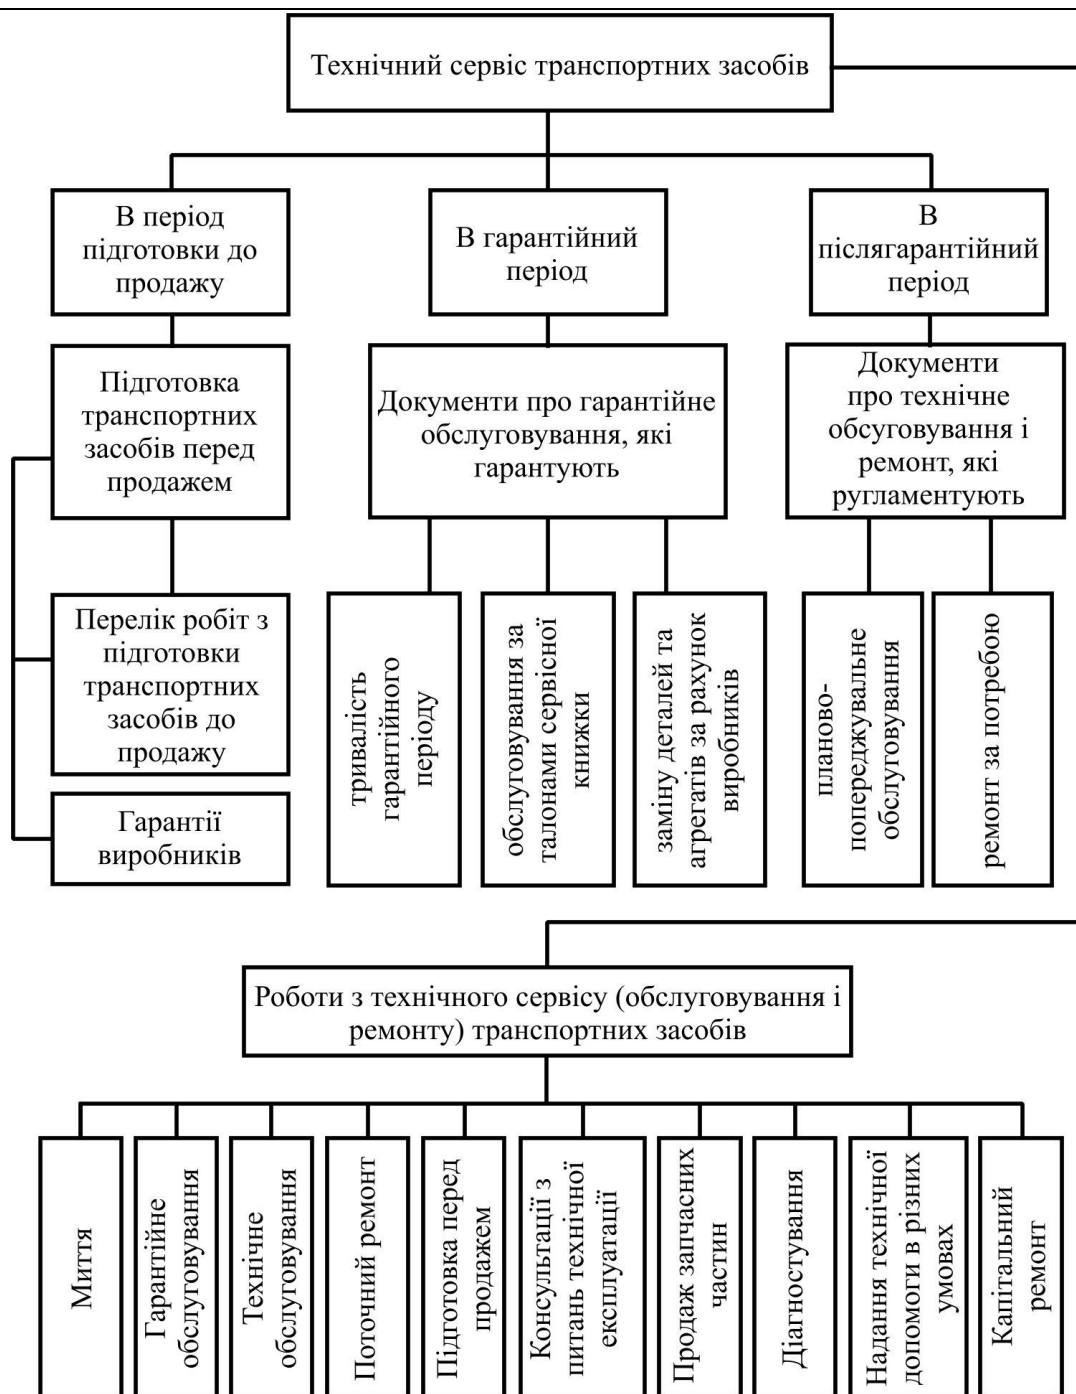 Технічний сервіс транспортних засобів
В період
підготовки до
продажу
В гарантійний
період
В
післягарантійний
період
Підготовка
транспортних
засобів перед
продажем
Документи про гарантійне
обслуговування, які
гарантують
Документи
про технічне
обсуговування і
ремонт, які
ругламентують
Перелік робіт з
підготовки
транспортних
засобів до
продажу
Гарантії
виробників
тривалість
гарантійного
періоду
обслуговування за
талонами сервісної
книжки
заміну деталей та
агрегатів за рахунок
виробників
планово-
попереджувальне
обслуговування
ремонт за потребою
Роботи з технічного сервісу (обслуговування і
ремонту) транспортних засобів
Миття
Гарантійне
обслуговування
Технічне
обслуговування
Поточний ремонт
Підготовка перед
продажем
Консультації з
питань технічної
експлуатації
Продаж запчасних
частин
Діагностування
Надання технічної
допомоги в різних
умовах
Капітальний
ремонт